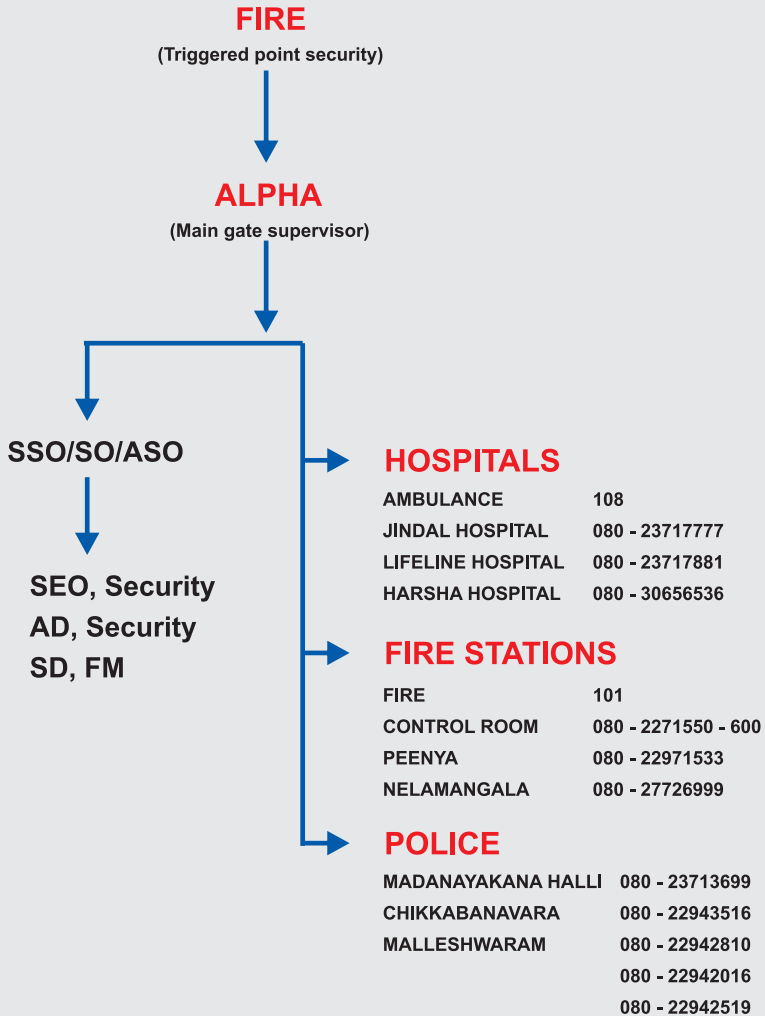 FIRE
(Triggered point security)
ALPHA
(Main gate supervisor)
SSO/SO/ASO
SEO, Security
AD, Security
SD, FM
HOSPITALS
AMBULANCE 108
JINDAL HOSPITAL 080 - 23717777
LIFELINE HOSPITAL 080 - 23717881
HARSHA HOSPITAL 080 - 30656536
FIRE STATIONS
FIRE 101
CONTROL ROOM 080 - 2271550 - 600
PEENYA 080 - 22971533
NELAMANGALA 080 - 27726999
POLICE
MADANAYAKANA HALLI 080 - 23713699
CHIKKABANAVARA 080 - 22943516
MALLESHWARAM 080 - 22942810
080 - 22942016
080 - 22942519